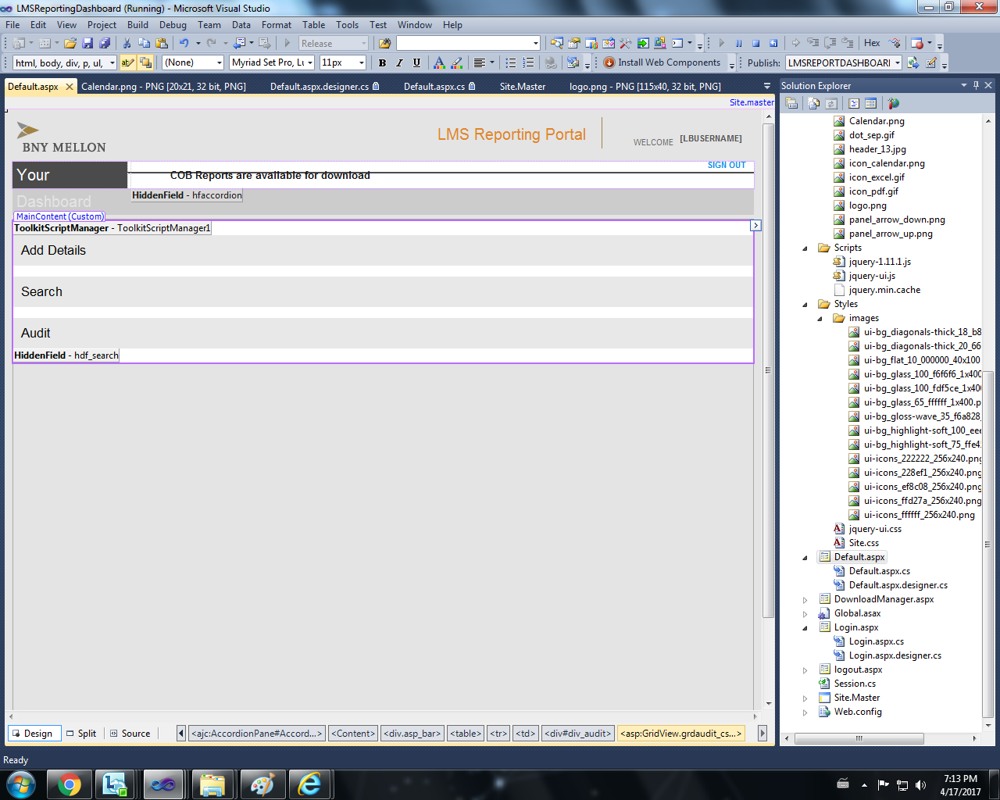 LMSReportingDashboard (Running) - Microsoft Visual Studio
File Edit View Project Build Debug Team Data Format Table Tools Test Window Help
Release Hex
html, body, div, p, ul, (None) Myriad Set Pro, Lu 11px B I U A Install Web Components Publish: LMSREPORTDASHBOARI
Default.aspx Calendar.png - PNG [20x21, 32 bit, PNG] Default.aspx.designer.cs Default.aspx.cs Site.Master logo.png - PNG [115x40, 32 bit, PNG]
Site.master
BNY MELLON
LMS Reporting Portal
WELCOME [LBUSERNAME]
SIGN OUT
Your
Dashboard
COB Reports are available for download
HiddenField - hfaccordion
MainContent (Custom)
ToolkitScriptManager - ToolkitScriptManager1
Add Details
Search
Audit
HiddenField - hdf_search
Design Split Source <ajc:AccordionPane#Accord...> <Content> <div.asp_bar> <table> <tr> <td> <div#div_audit> <asp:GridView.grdaudit_cs...>
Solution Explorer
Calendar.png
dot_sep.gif
header_13.jpg
icon_calendar.png
icon_excel.gif
icon_pdf.gif
logo.png
panel_arrow_down.png
panel_arrow_up.png
Scripts
jquery-1.11.1.js
jquery-ui.js
jquery.min.cache
Styles
images
ui-bg_diagonals-thick_18_b8
ui-bg_diagonals-thick_20_66
ui-bg_flat_10_000000_40x100
ui-bg_glass_100_f6f6f6_1x400
ui-bg_glass_100_fdf5ce_1x400
ui-bg_glass_65_ffffff_1x400.p
ui-bg_gloss-wave_35_f6a828_
ui-bg_highlight-soft_100_eee
ui-bg_highlight-soft_75_ffe4
ui-icons_222222_256x240.png
ui-icons_228ef1_256x240.png
ui-icons_ef8c08_256x240.png
ui-icons_ffd27a_256x240.png
ui-icons_ffffff_256x240.png
jquery-ui.css
Site.css
Default.aspx
Default.aspx.cs
Default.aspx.designer.cs
DownloadManager.aspx
Global.asax
Login.aspx
Login.aspx.cs
Login.aspx.designer.cs
logout.aspx
Session.cs
Site.Master
Web.config
Ready
7:13 PM
4/17/2017